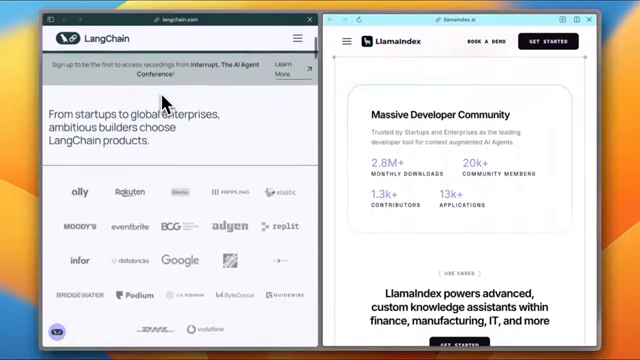 langchain.com
LangChain
Sign up to be the first to access recordings from Interrupt, The AI Agent
Conference!
Learn
More
From startups to global enterprises,
ambitious builders choose
LangChain products.
ally
Rakuten
Klarna
RIPPLING
elastic
MOODY'S
eventbrite
BCG
adyen
replit
infor
databricks
Google
BRIDGEWATER
Podium
C.H. ROBINSON
ByteDance
GUIDEWIRE
DHL
vodafone
llamaindex.ai
LlamaIndex
BOOK A DEMO
GET STARTED
Massive Developer Community
Trusted by Startups and Enterprises as the leading
developer tool for context augmented AI Agents.
2.8M+
MONTHLY DOWNLOADS
20k+
COMMUNITY MEMBERS
1.3k+
CONTRIBUTORS
13k+
APPLICATIONS
USE CASES
LlamaIndex powers advanced,
custom knowledge assistants within
finance, manufacturing, IT, and more
GET STARTED